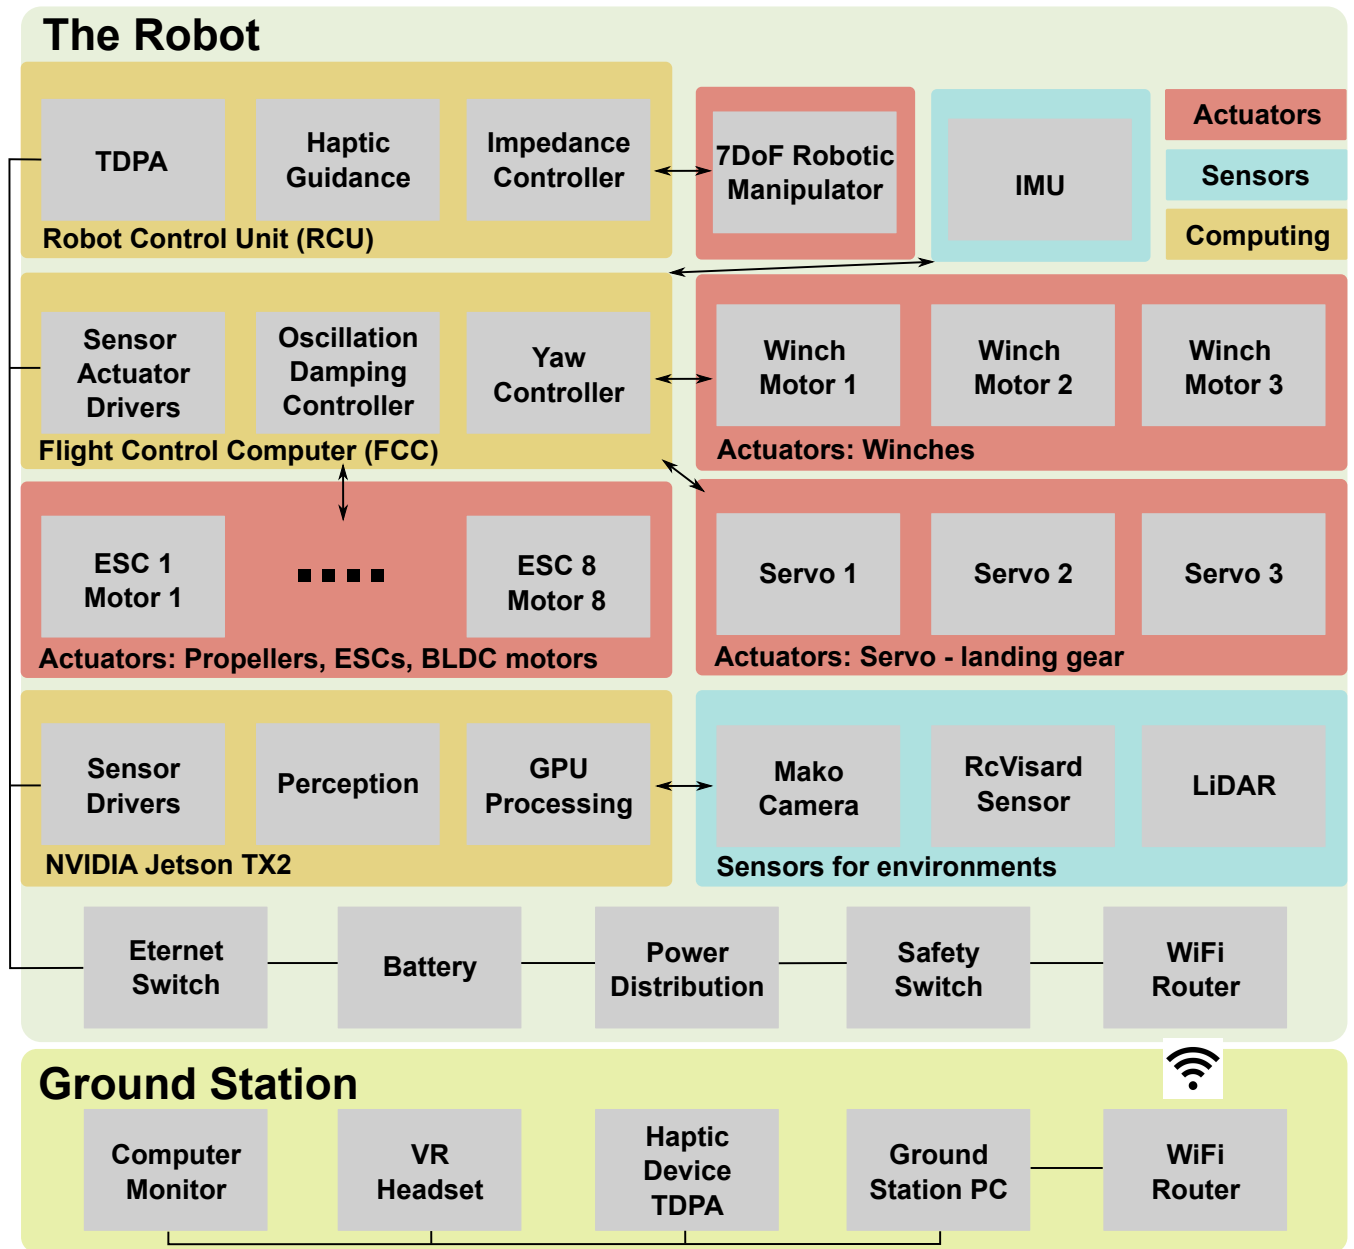 The Robot
TDPA
Haptic
Guidance
Impedance
Controller
Robot Control Unit (RCU)
7DoF Robotic
Manipulator
IMU
Actuators
Sensors
Computing
Sensor
Actuator
Drivers
Oscillation
Damping
Controller
Yaw
Controller
Flight Control Computer (FCC)
Winch
Motor 1
Winch
Motor 2
Winch
Motor 3
Actuators: Winches
ESC 1
Motor 1
ESC 8
Motor 8
Actuators: Propellers, ESCs, BLDC motors
Servo 1
Servo 2
Servo 3
Actuators: Servo - landing gear
Sensor
Drivers
Perception
GPU
Processing
NVIDIA Jetson TX2
Mako
Camera
RcVisard
Sensor
LiDAR
Sensors for environments
Eternet
Switch
Battery
Power
Distribution
Safety
Switch
WiFi
Router
Ground Station
Computer
Monitor
VR
Headset
Haptic
Device
TDPA
Ground
Station PC
WiFi
Router